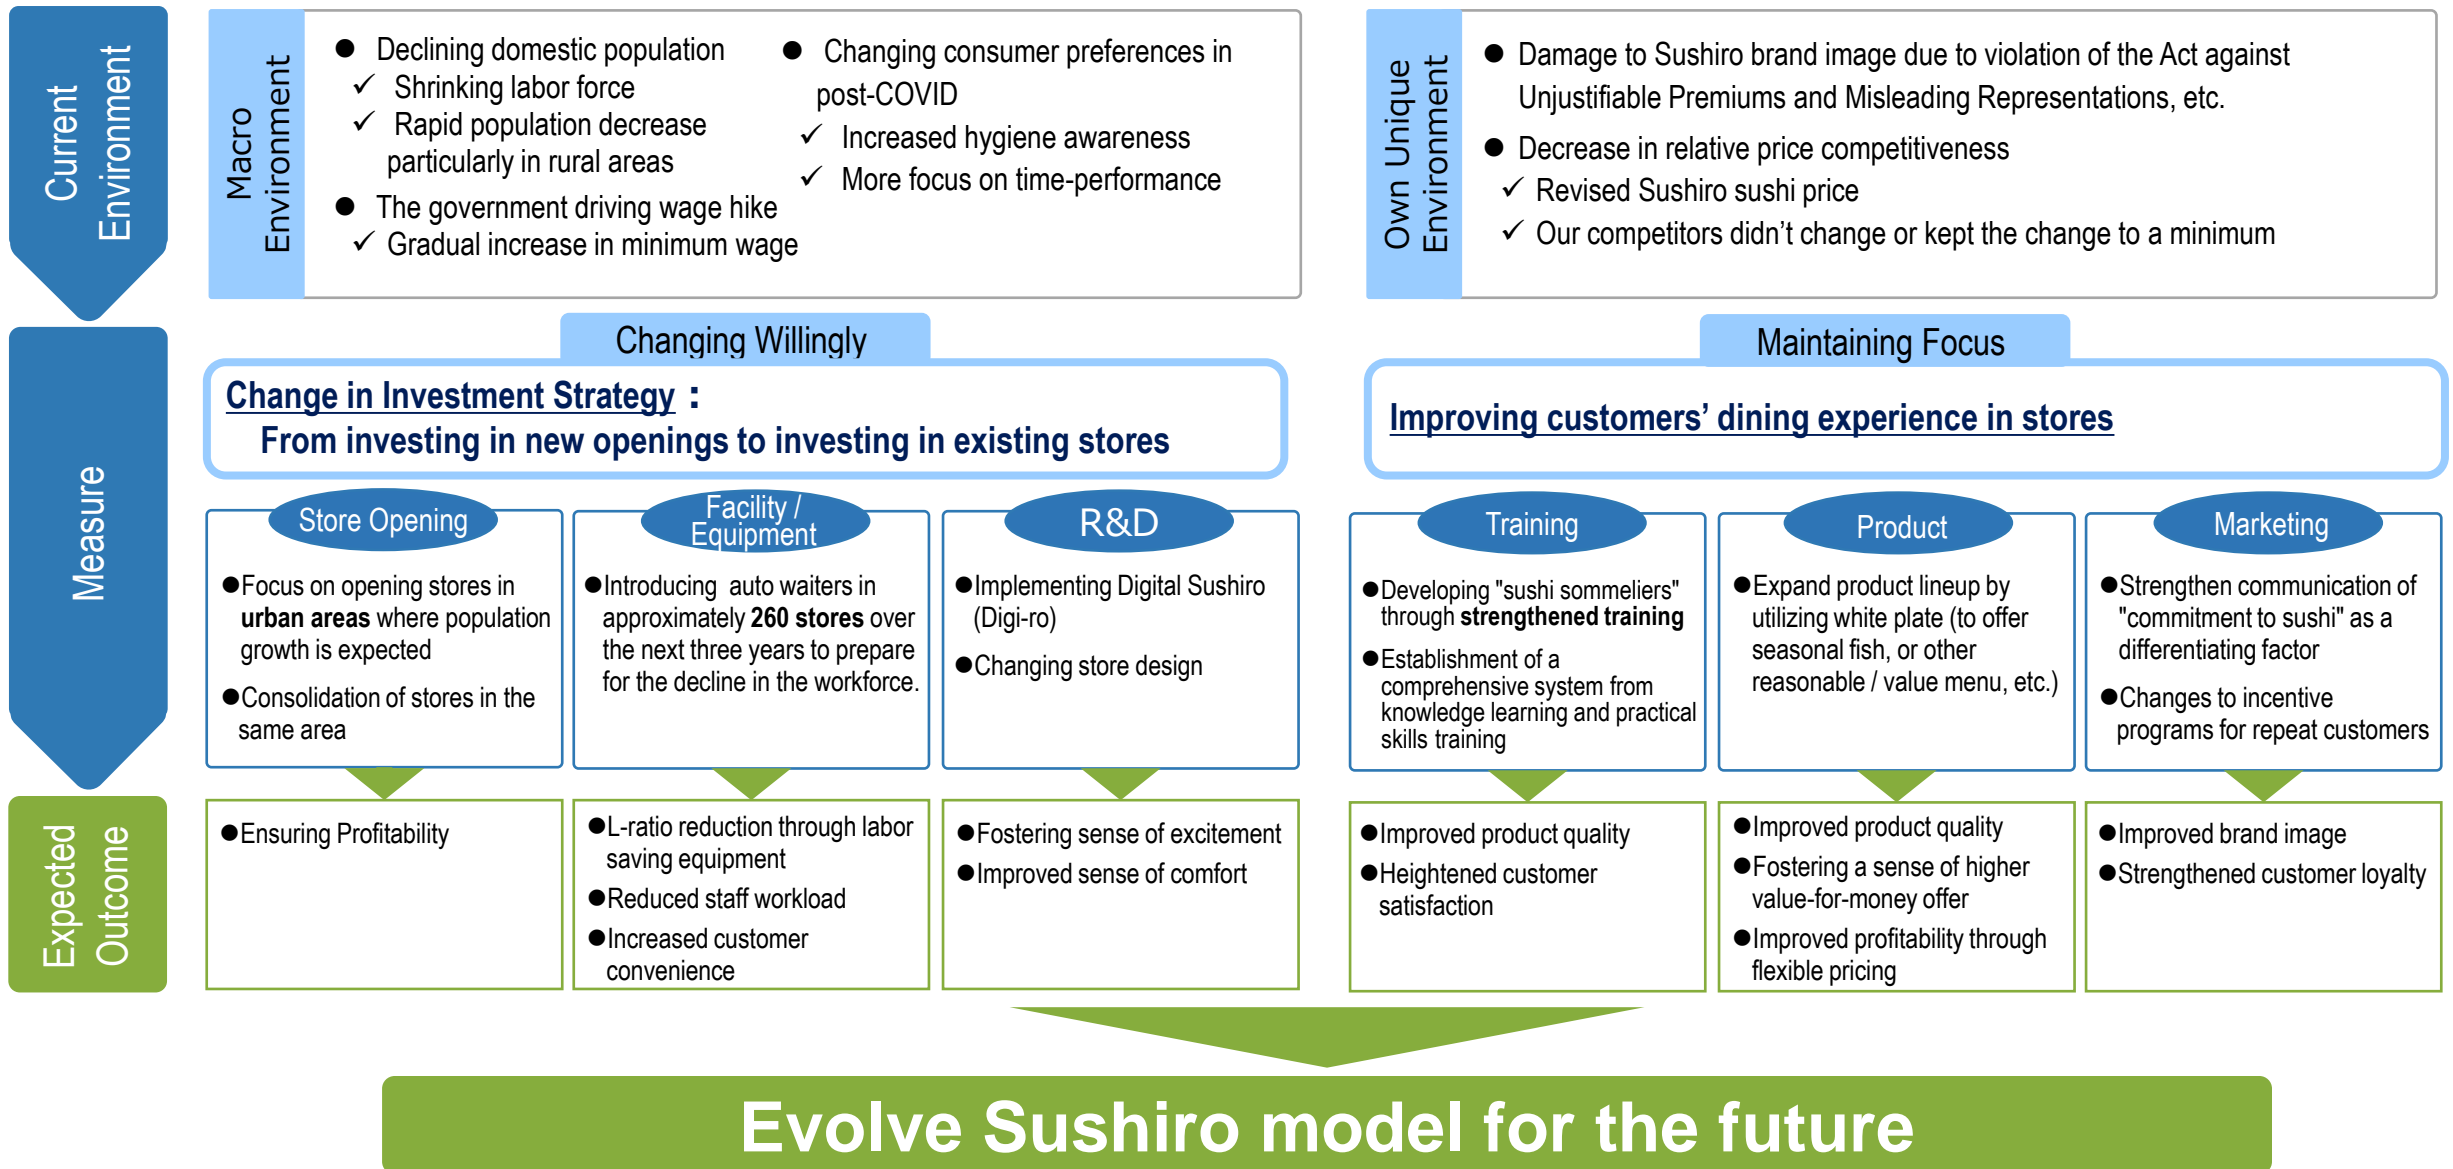 Current
Environment
Macro
Environment
● Declining domestic population
✓ Shrinking labor force
✓ Rapid population decrease
particularly in rural areas
● The government driving wage hike
✓ Gradual increase in minimum wage
● Changing consumer preferences in
post-COVID
✓ Increased hygiene awareness
✓ More focus on time-performance
Own Unique
Environment
● Damage to Sushiro brand image due to violation of the Act against
Unjustifiable Premiums and Misleading Representations, etc.
● Decrease in relative price competitiveness
✓ Revised Sushiro sushi price
✓ Our competitors didn’t change or kept the change to a minimum
Measure
Changing Willingly
Change in Investment Strategy：
From investing in new openings to investing in existing stores
Maintaining Focus
Improving customers’ dining experience in stores
Store Opening
●Focus on opening stores in
urban areas where population
growth is expected
●Consolidation of stores in the
same area
Facility /
Equipment
●Introducing auto waiters in
approximately 260 stores over
the next three years to prepare
for the decline in the workforce.
R&D
●Implementing Digital Sushiro
(Digi-ro)
●Changing store design
Training
●Developing "sushi sommeliers"
through strengthened training
●Establishment of a
comprehensive system from
knowledge learning and practical
skills training
Product
●Expand product lineup by
utilizing white plate (to offer
seasonal fish, or other
reasonable / value menu, etc.)
Marketing
●Strengthen communication of
"commitment to sushi" as a
differentiating factor
●Changes to incentive
programs for repeat customers
Expected
Outcome
●Ensuring Profitability
●L-ratio reduction through labor
saving equipment
●Reduced staff workload
●Increased customer
convenience
●Fostering sense of excitement
●Improved sense of comfort
●Improved product quality
●Heightened customer
satisfaction
●Improved product quality
●Fostering a sense of higher
value-for-money offer
●Improved profitability through
flexible pricing
●Improved brand image
●Strengthened customer loyalty
Evolve Sushiro model for the future